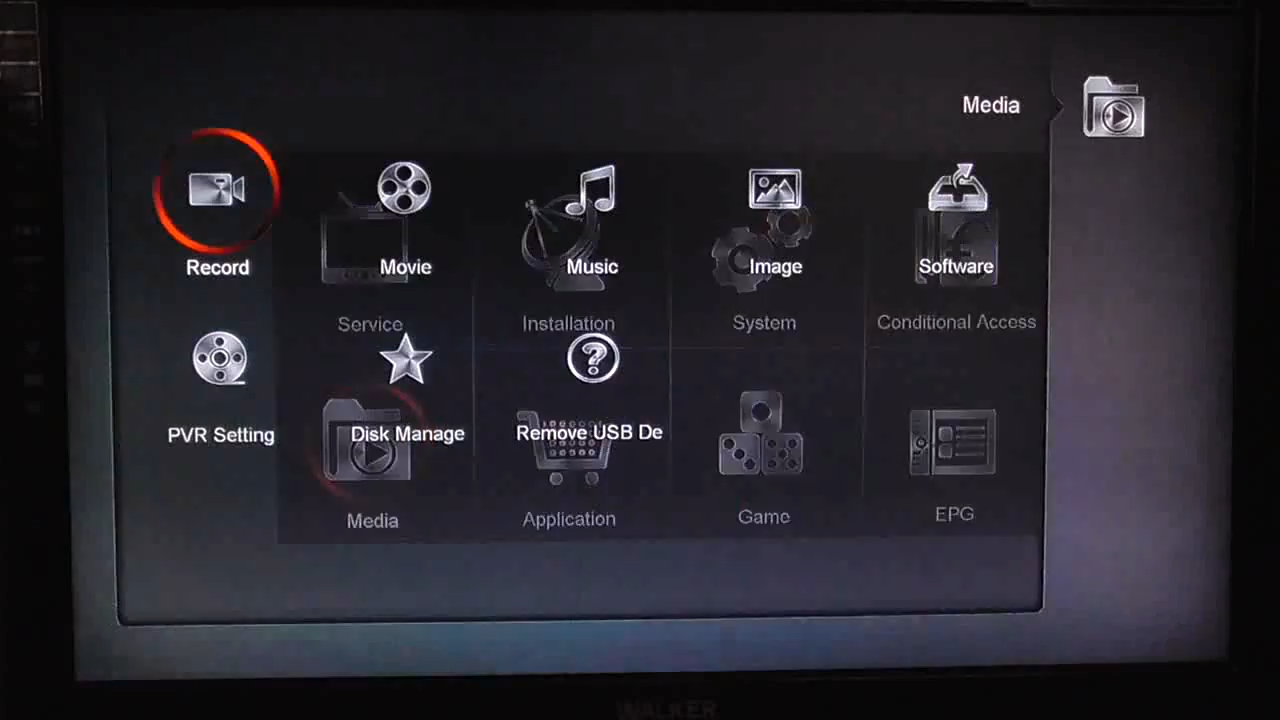 Media
Record
Movie
Music
Image
Software
Service
Installation
System
Conditional Access
PVR Setting
Disk Manage
Remove USB De
Media
Application
Game
EPG
WALKER